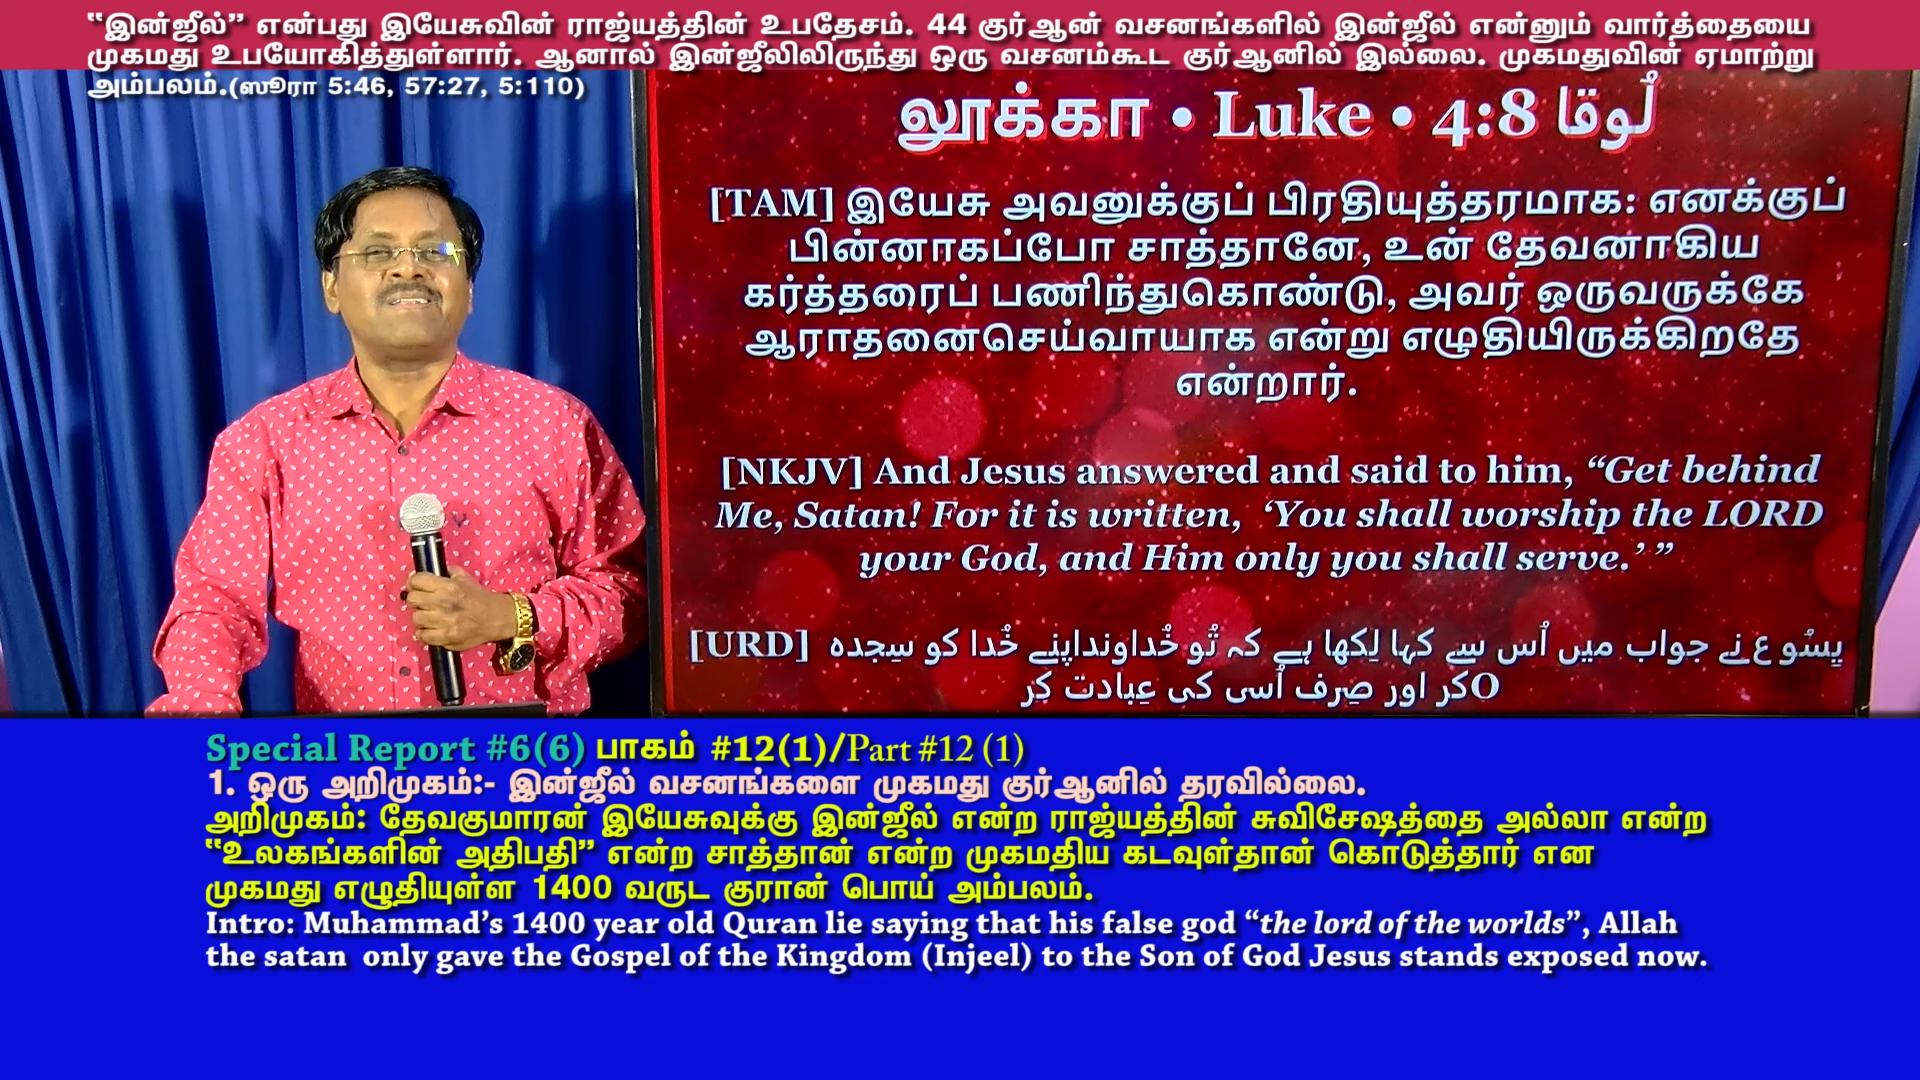 “இன்ஜீல்” என்பது இயேசுவின் ராஜ்யத்தின் உபதேசம். 44 குர்ஆன் வசனங்களில் இன்ஜீல் என்னும் வார்த்தையை
முகமது உபயோகித்துள்ளார். ஆனால் இன்ஜீலிலிருந்து ஒரு வசனம்கூட குர்ஆனில் இல்லை. முகமதுவின் ஏமாற்று
அம்பலம்.(ஸூரா 5:46, 57:27, 5:110)
லூக்கா • Luke • 4:8 لُوقا
[TAM] இயேசு அவனுக்குப் பிரதியுத்தரமாக: எனக்குப்
பின்னாகப்போ சாத்தானே, உன் தேவனாகிய
கர்த்தரைப் பணிந்துகொண்டு, அவர் ஒருவருக்கே
ஆராதனைசெய்வாயாக என்று எழுதியிருக்கிறதே
என்றார்.
[NKJV] And Jesus answered and said to him, “Get behind
Me, Satan! For it is written, ‘You shall worship the LORD
your God, and Him only you shall serve.’ ”
[URD] یِسُو ع نے جواب میں اُس سے کہا لِکھا ہے کہ تُو خُداونداپنے خُدا کو سِجدہ
کر اور صِرف اُسی کی عِبادت کرO
Special Report #6(6) பாகம் #12(1)/Part #12 (1)
1. ஒரு அறிமுகம்:- இன்ஜீல் வசனங்களை முகமது குர்ஆனில் தரவில்லை.
அறிமுகம்: தேவகுமாரன் இயேசுவுக்கு இன்ஜீல் என்ற ராஜ்யத்தின் சுவிசேஷத்தை அல்லா என்ற
“உலகங்களின் அதிபதி” என்ற சாத்தான் என்ற முகமதிய கடவுள்தான் கொடுத்தார் என
முகமது எழுதியுள்ள 1400 வருட குரான் பொய் அம்பலம்.
Intro: Muhammad’s 1400 year old Quran lie saying that his false god “the lord of the worlds”, Allah
the satan only gave the Gospel of the Kingdom (Injeel) to the Son of God Jesus stands exposed now.